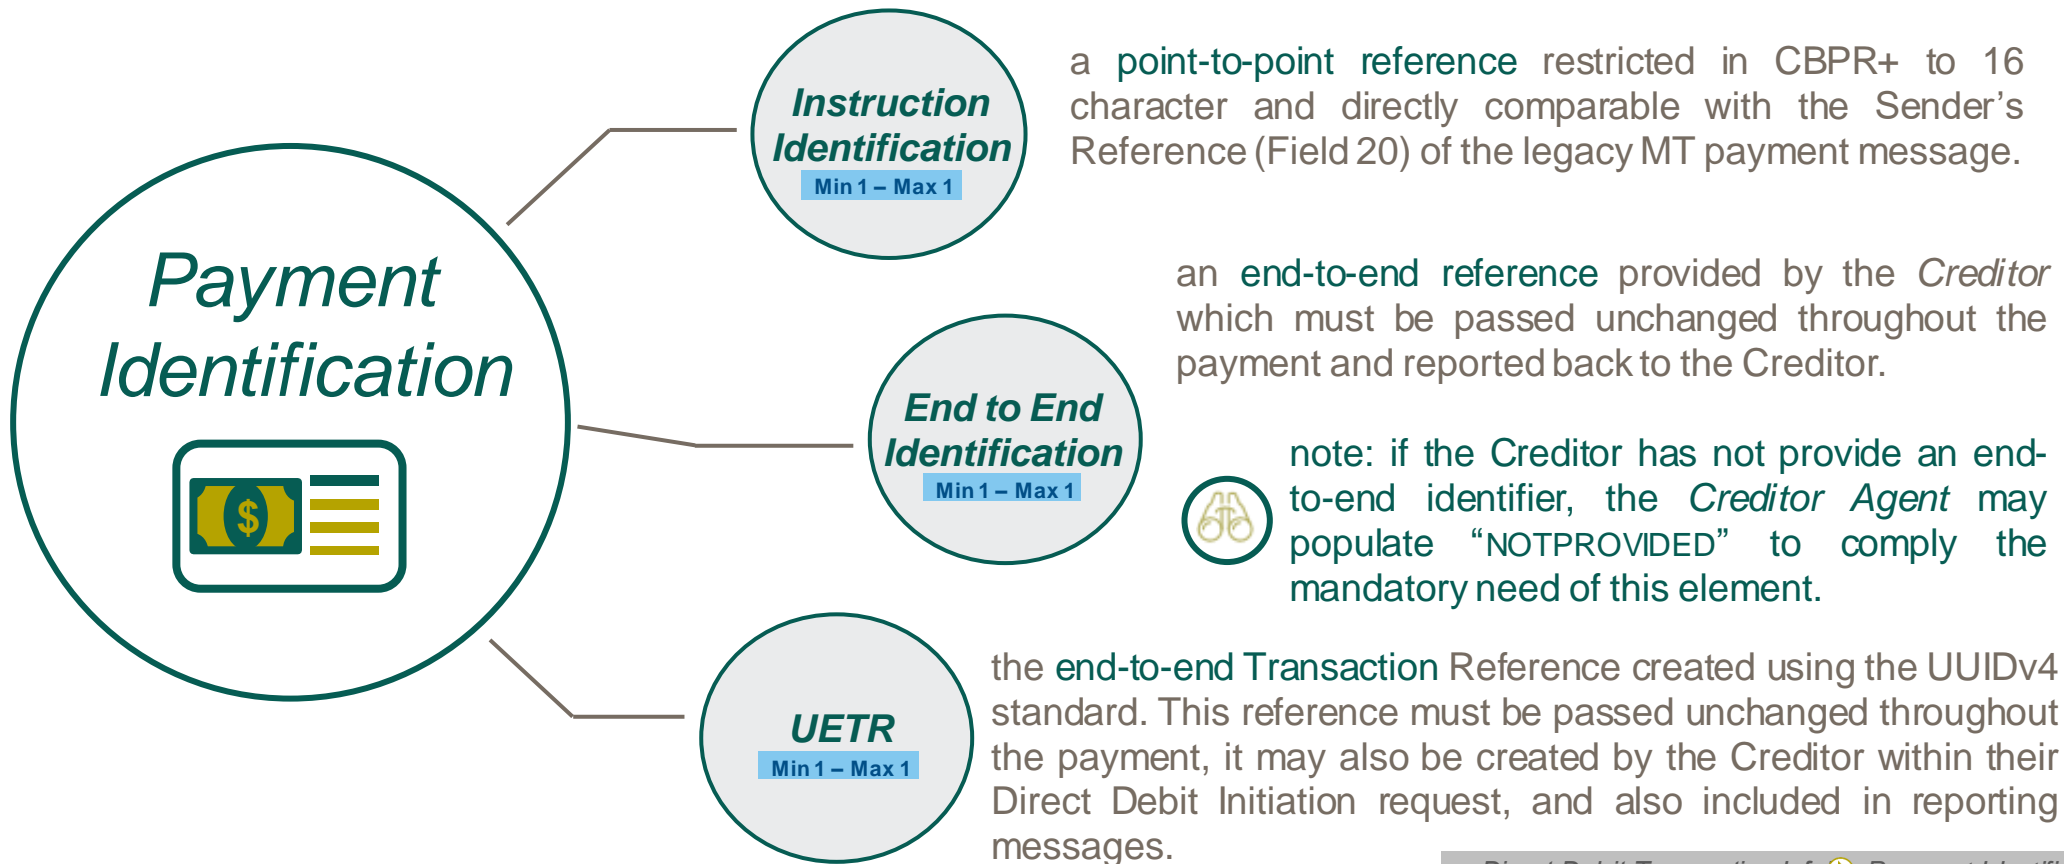 Payment
Identification
$
Instruction
Identification
Min 1 – Max 1
a point-to-point reference restricted in CBPR+ to 16
character and directly comparable with the Sender’s
Reference (Field 20) of the legacy MT payment message.
End to End
Identification
Min 1 – Max 1
an end-to-end reference provided by the Creditor
which must be passed unchanged throughout the
payment and reported back to the Creditor.
note: if the Creditor has not provide an end-
to-end identifier, the Creditor Agent may
populate “NOTPROVIDED” to comply the
mandatory need of this element.
UETR
Min 1 – Max 1
the end-to-end Transaction Reference created using the UUIDv4
standard. This reference must be passed unchanged throughout
the payment, it may also be created by the Creditor within their
Direct Debit Initiation request, and also included in reporting
messages.
Direct Debit Transaction Inf Payment Identifi